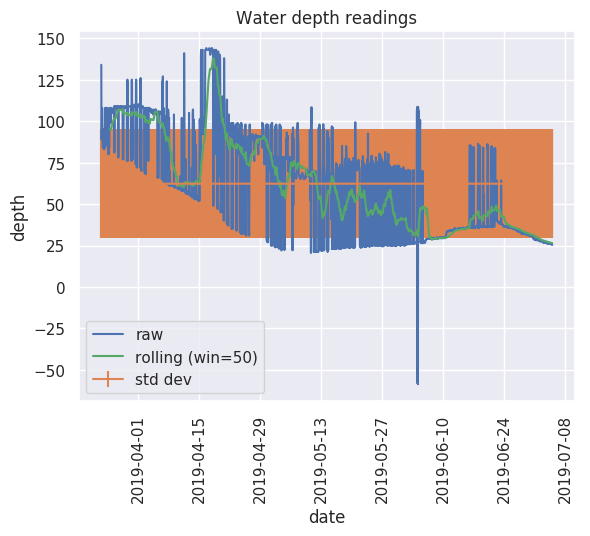 Water depth readings
150
125
100
75
50
25
0
−25
−50
depth
raw
rolling (win=50)
std dev
2019-04-01
2019-04-15
2019-04-29
2019-05-13
2019-05-27
2019-06-10
2019-06-24
2019-07-08
date